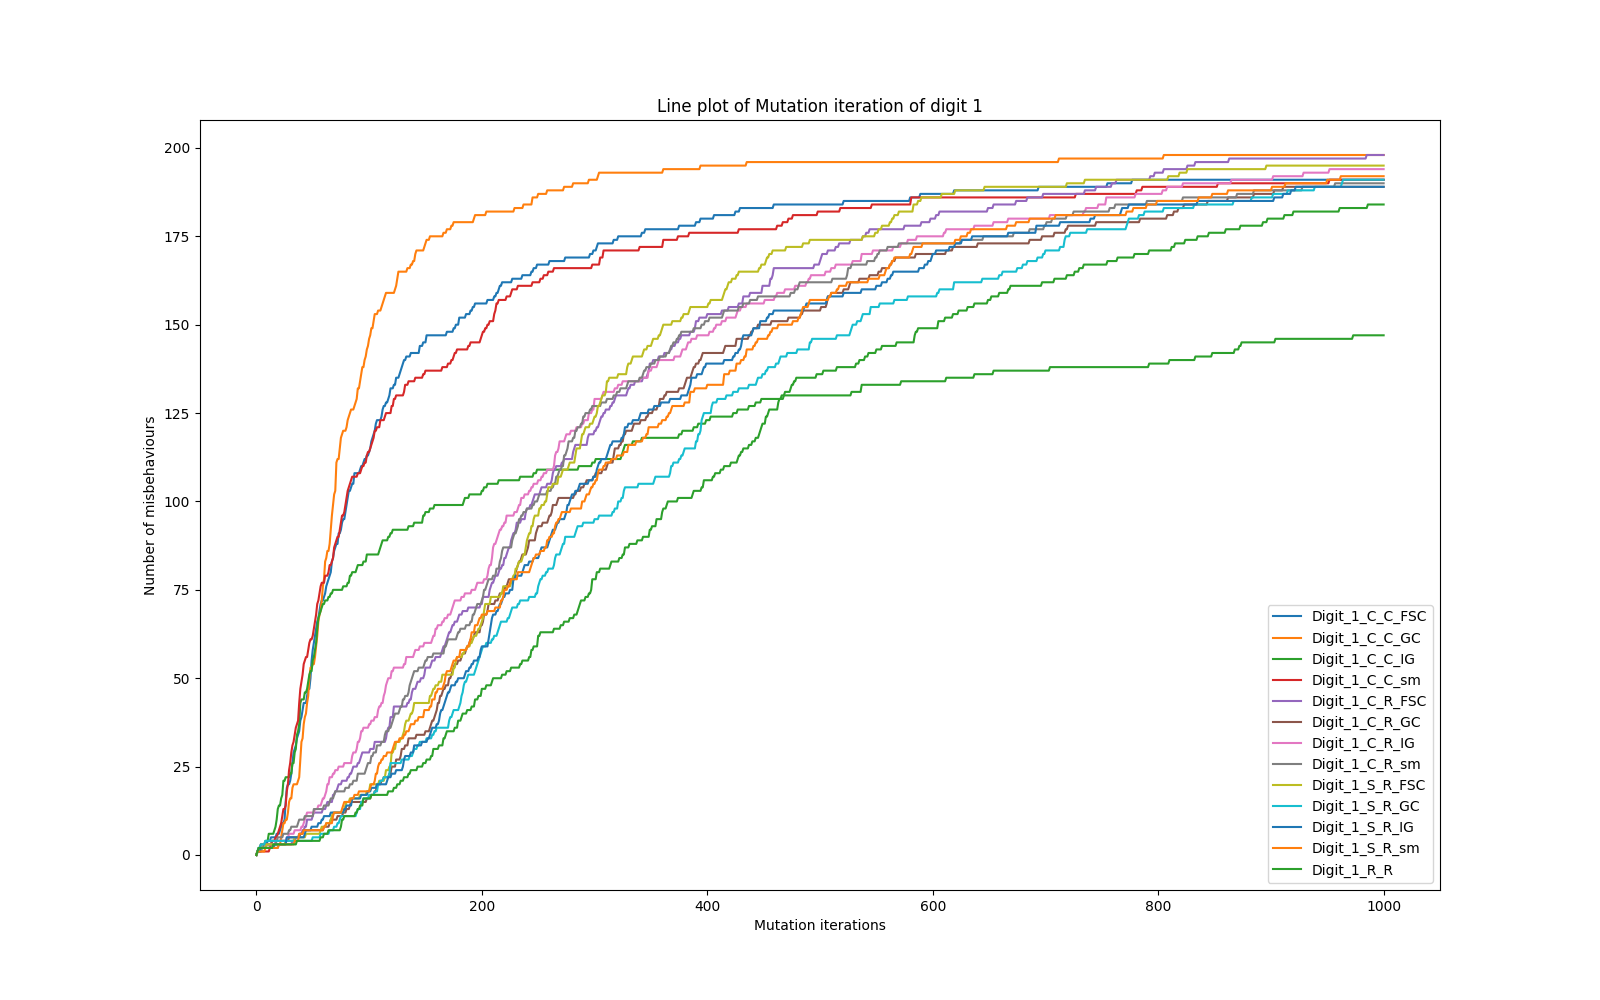 Line plot of Mutation iteration of digit 1
Number of misbehaviours
200
175
150
125
100
75
50
25
0
0 200 400 600 800 1000
Mutation iterations
Digit_1_C_C_FSC
Digit_1_C_C_GC
Digit_1_C_C_IG
Digit_1_C_C_sm
Digit_1_C_R_FSC
Digit_1_C_R_GC
Digit_1_C_R_IG
Digit_1_C_R_sm
Digit_1_S_R_FSC
Digit_1_S_R_GC
Digit_1_S_R_IG
Digit_1_S_R_sm
Digit_1_R_R